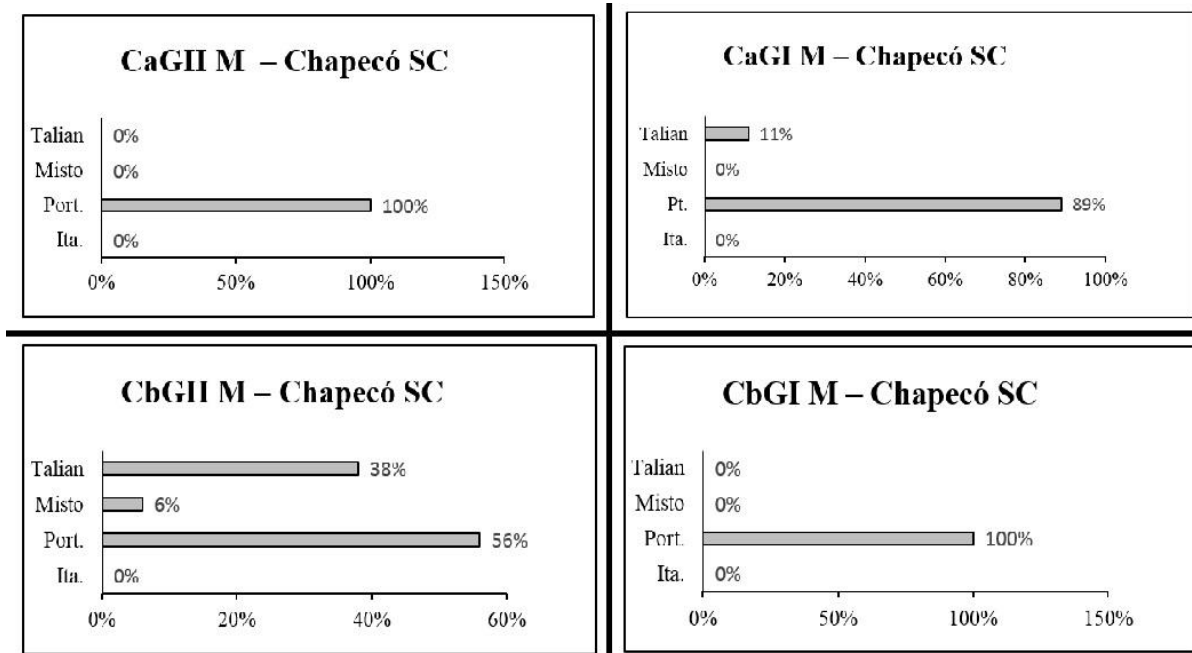 CaGII M – Chapecó SC
Talian 0%
Misto 0%
Port. 100%
Ita. 0%
0% 50% 100% 150%
CaGI M – Chapecó SC
Talian 11%
Misto 0%
Pt. 89%
Ita. 0%
0% 20% 40% 60% 80% 100%
CbGII M – Chapecó SC
Talian 38%
Misto 6%
Port. 56%
Ita. 0%
0% 20% 40% 60%
CbGI M – Chapecó SC
Talian 0%
Misto 0%
Port. 100%
Ita. 0%
0% 50% 100% 150%